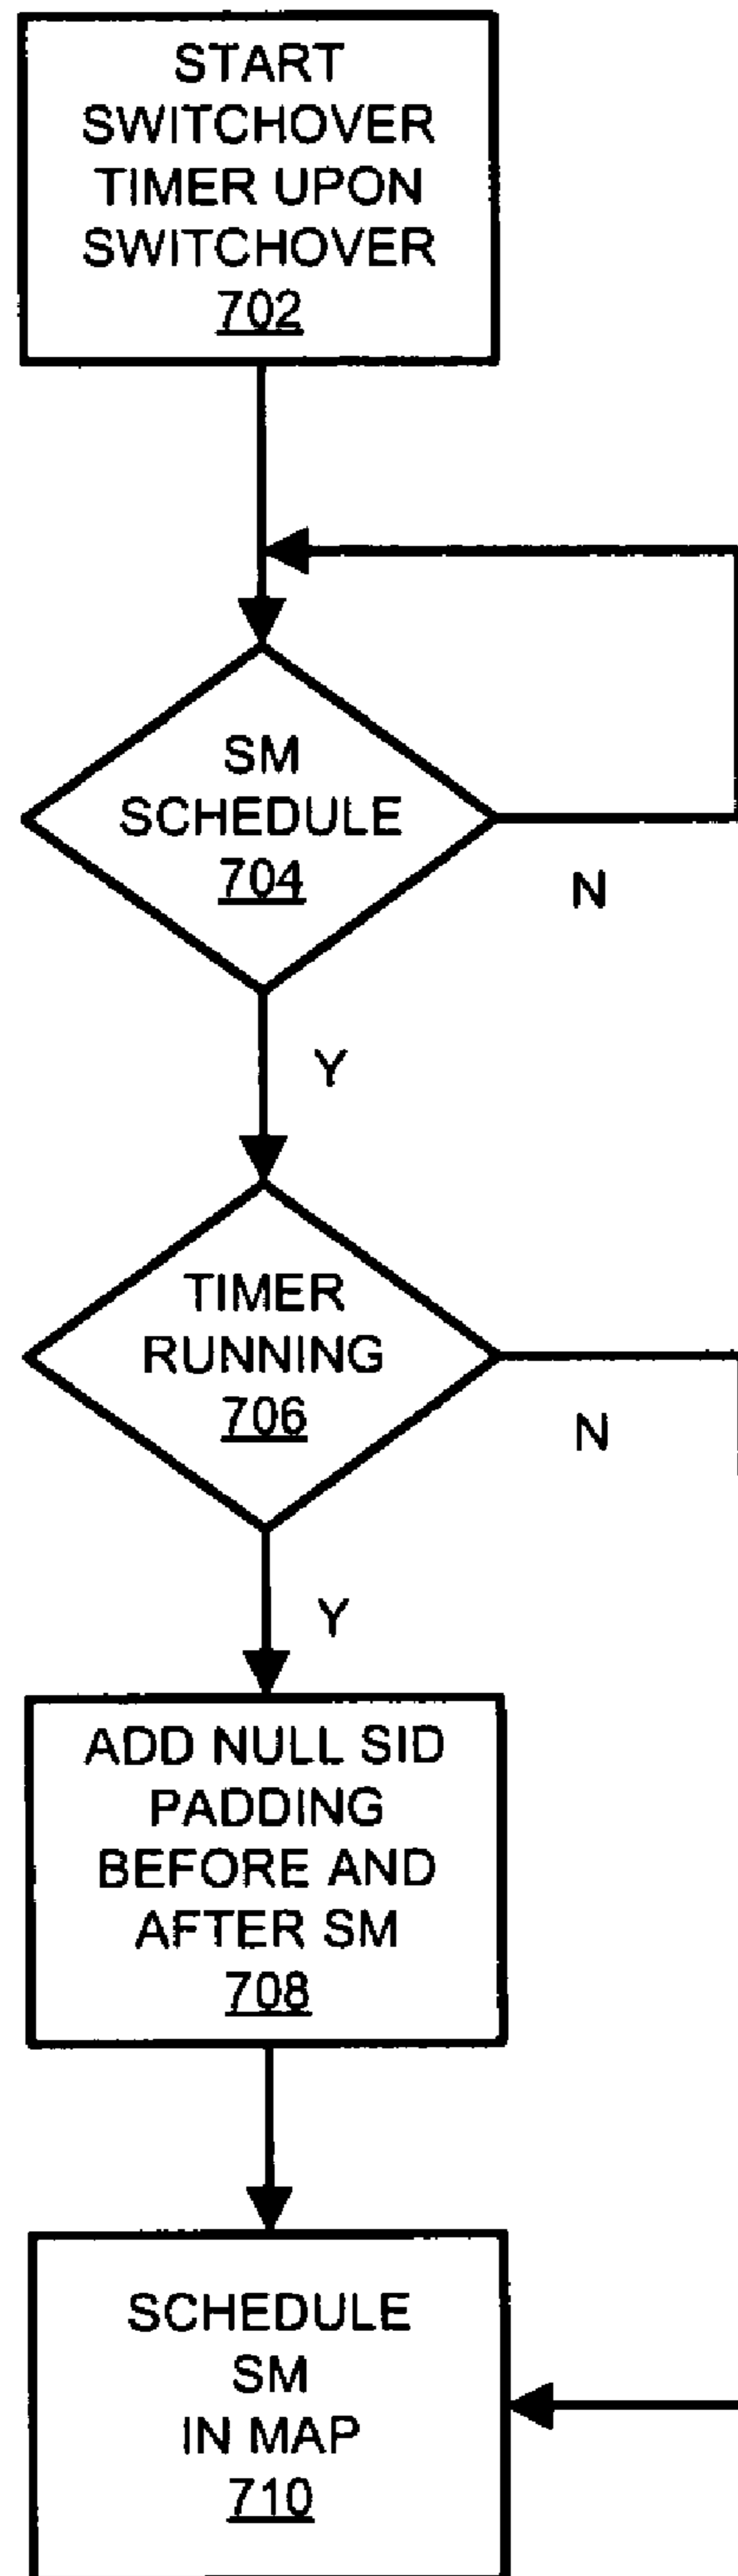 START
SWITCHOVER
TIMER UPON
SWITCHOVER
702
SM
SCHEDULE
704
N
Y
TIMER
RUNNING
706
N
Y
ADD NULL SID
PADDING
BEFORE AND
AFTER SM
708
SCHEDULE
SM
IN MAP
710